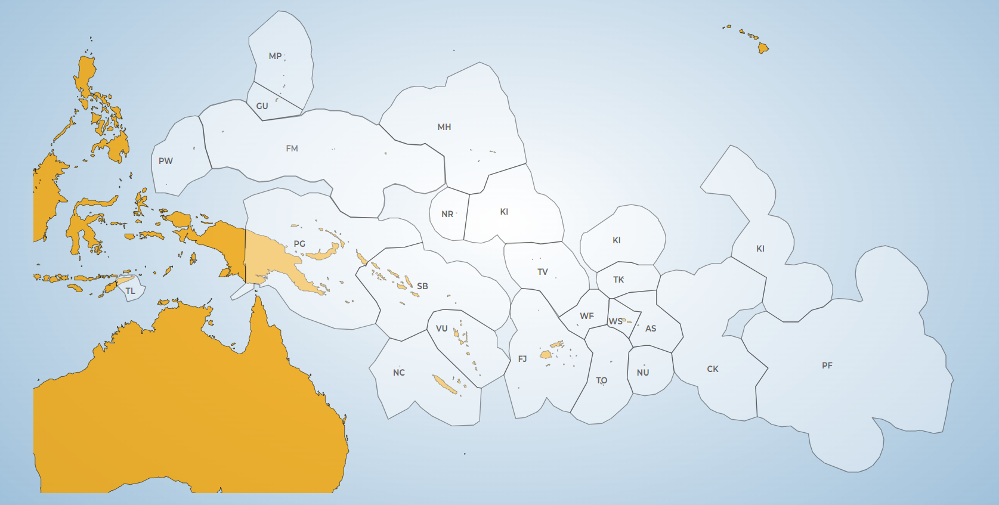 MP
GU
MH
FM
PW
NR
KI
KI
PG
KI
TV
TK
SB
TL
WF
WS
VU
AS
FJ
NC
NU
CK
PF
TO